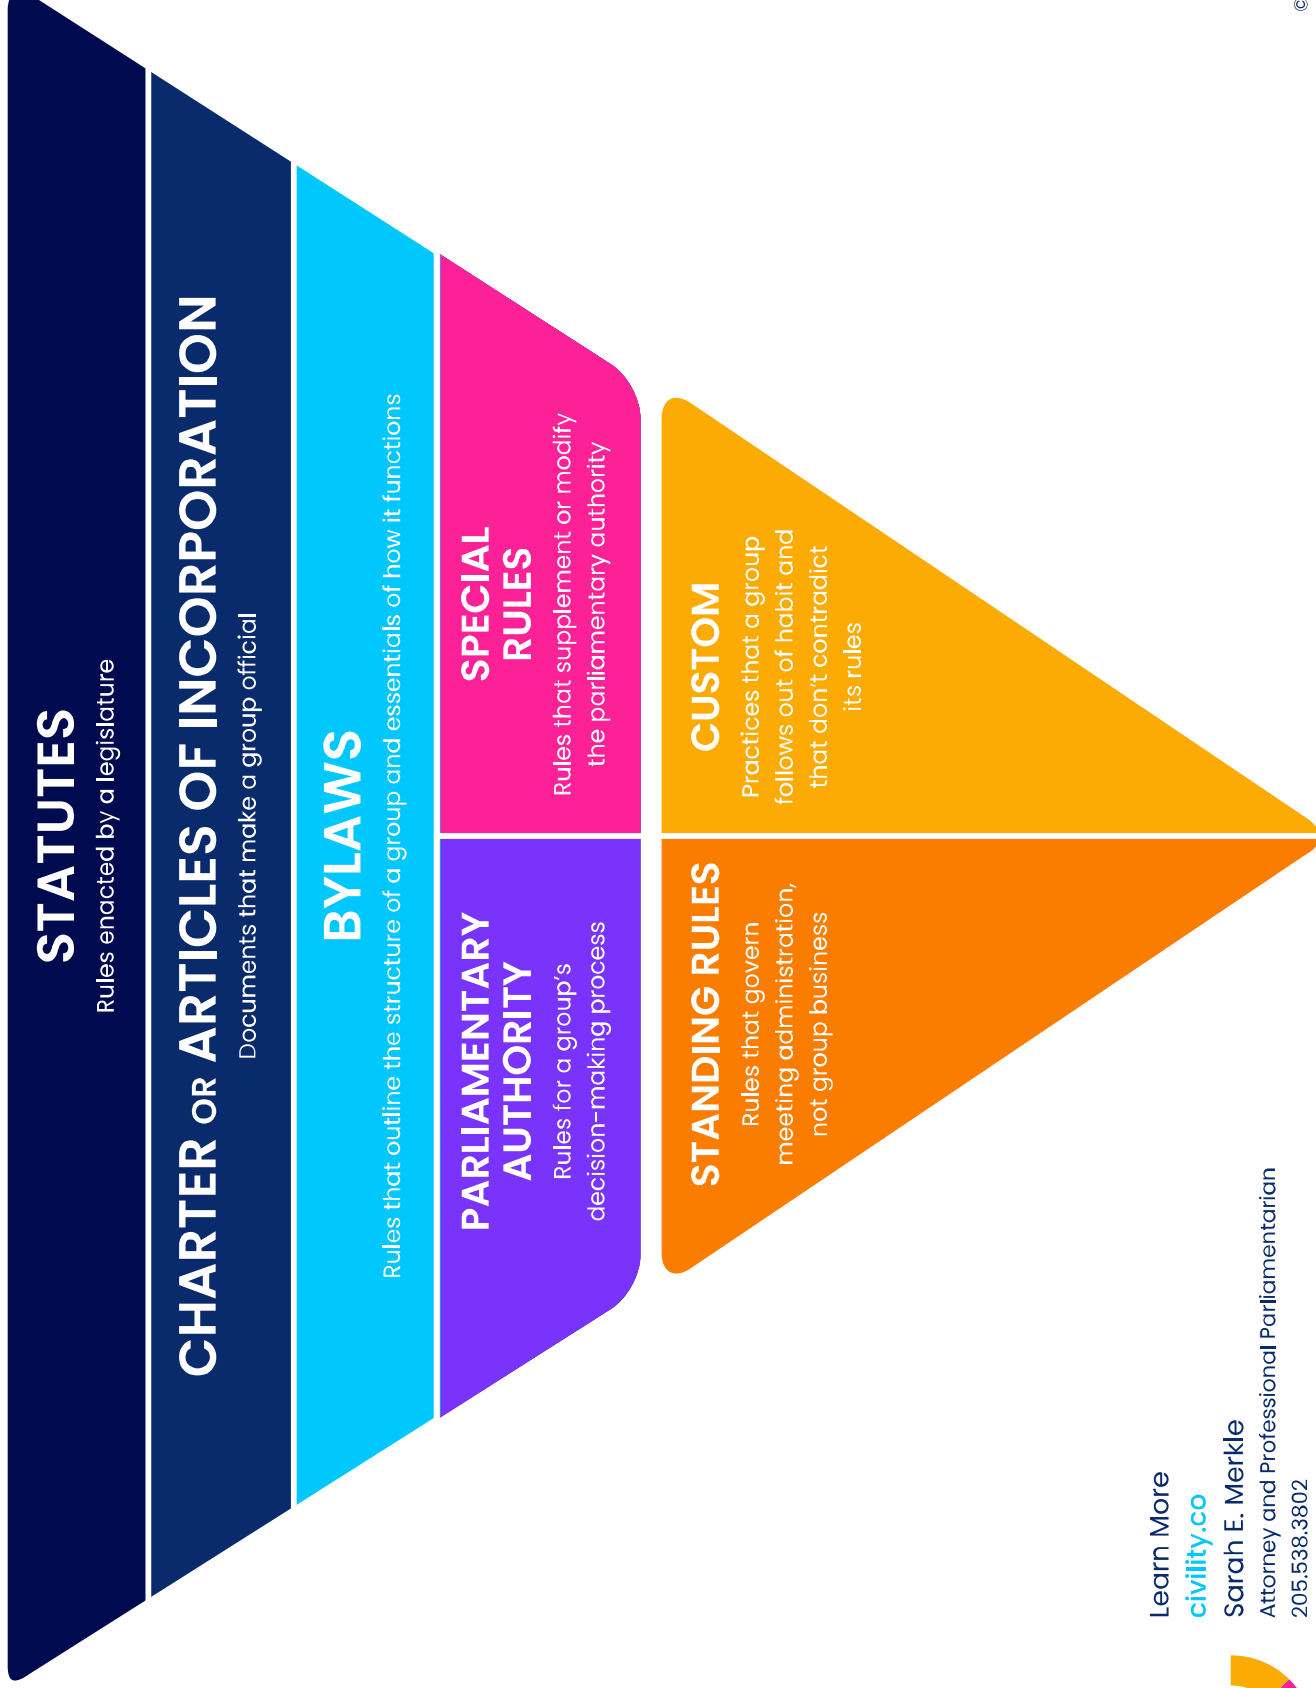 STATUTES
Rules enacted by a legislature
CHARTER OR ARTICLES OF INCORPORATION
Documents that make a group official
BYLAWS
Rules that outline the structure of a group and essentials of how it functions
PARLIAMENTARY
AUTHORITY
Rules for a group's
decision-making process
SPECIAL
RULES
Rules that supplement or modify
the parliamentary authority
STANDING RULES
Rules that govern
meeting administration,
not group business
CUSTOM
Practices that a group
follows out of habit and
that don't contradict
its rules
Learn More
civility.co
Sarah E. Merkle
Attorney and Professional Parliamentarian
205.538.3802
©